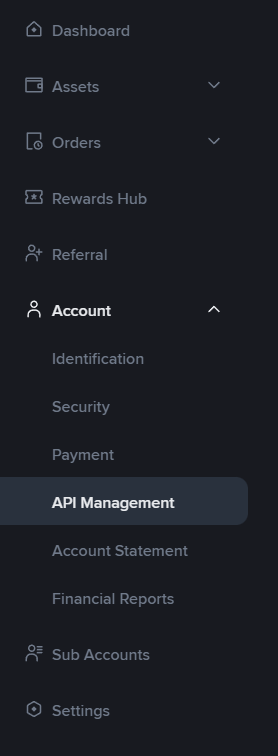 Dashboard
Assets
Orders
Rewards Hub
Referral
Account
Identification
Security
Payment
API Management
Account Statement
Financial Reports
Sub Accounts
Settings